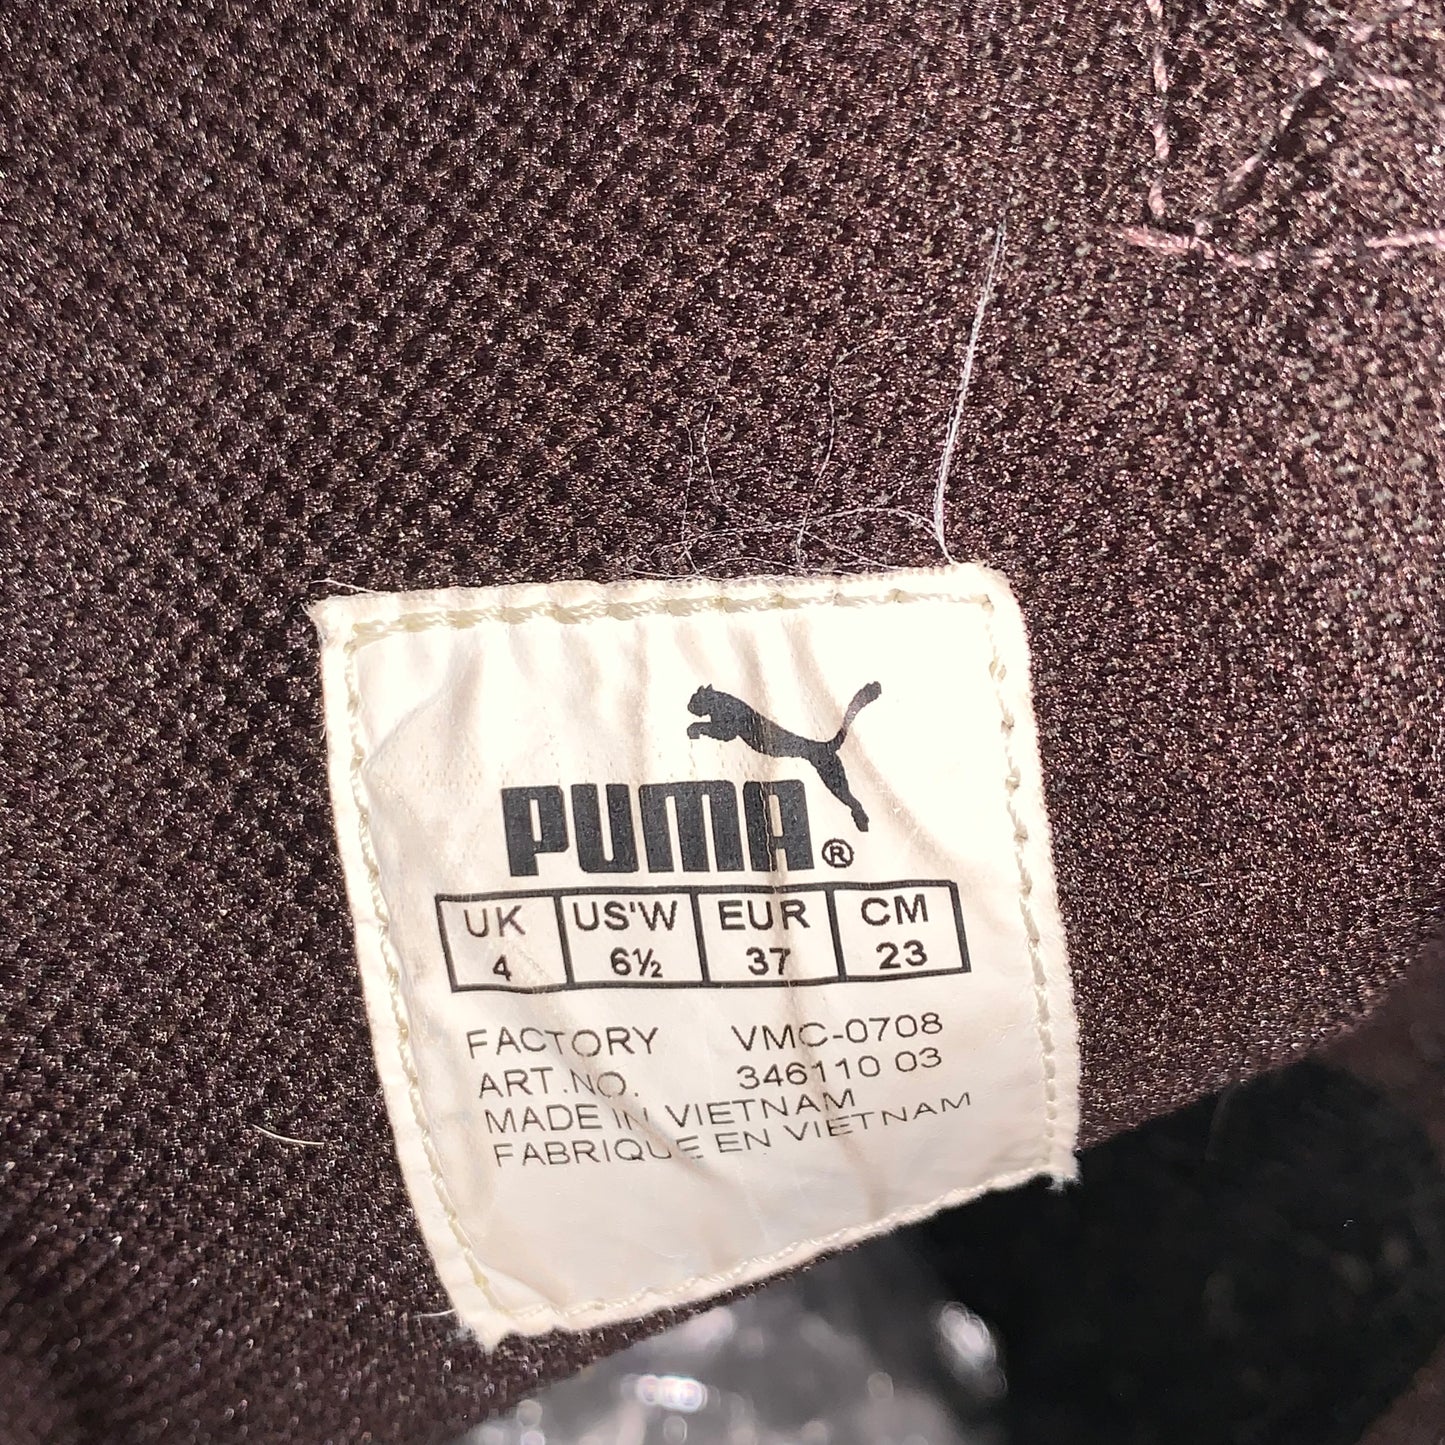 PUMA®
UK US'W EUR CM
4 6½ 37 23
FACTORY VMC-0708
ART.NO. 346110 03
MADE IN VIETNAM
FABRIQUE EN VIETNAM